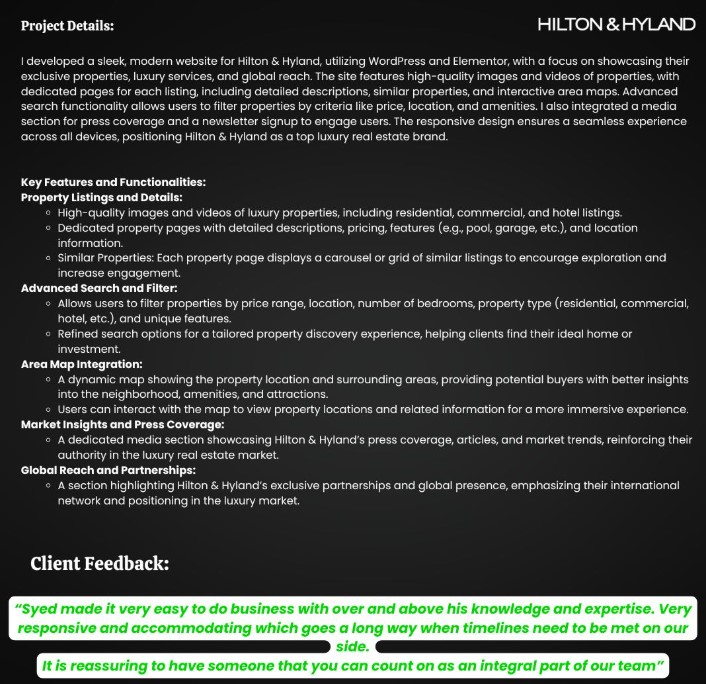 Project Details:
HILTON & HYLAND
I developed a sleek, modern website for Hilton & Hyland, utilizing WordPress and Elementor, with a focus on showcasing their
exclusive properties, luxury services, and global reach. The site features high-quality images and videos of properties, with
dedicated pages for each listing, including detailed descriptions, similar properties, and interactive area maps. Advanced
search functionality allows users to filter properties by criteria like price, location, and amenities. I also integrated a media
section for press coverage and a newsletter signup to engage users. The responsive design ensures a seamless experience
across all devices, positioning Hilton & Hyland as a top luxury real estate brand.
Key Features and Functionalities:
Property Listings and Details:
○ High-quality images and videos of luxury properties, including residential, commercial, and hotel listings.
○ Dedicated property pages with detailed descriptions, pricing, features (e.g., pool, garage, etc.), and location
information.
○ Similar Properties: Each property page displays a carousel or grid of similar listings to encourage exploration and
increase engagement.
Advanced Search and Filter:
○ Allows users to filter properties by price range, location, number of bedrooms, property type (residential, commercial,
hotel, etc.), and unique features.
○ Refined search options for a tailored property discovery experience, helping clients find their ideal home or
investment.
Area Map Integration:
○ A dynamic map showing the property location and surrounding areas, providing potential buyers with better insights
into the neighborhood, amenities, and attractions.
○ Users can interact with the map to view property locations and related information for a more immersive experience.
Market Insights and Press Coverage:
○ A dedicated media section showcasing Hilton & Hyland's press coverage, articles, and market trends, reinforcing their
authority in the luxury real estate market.
Global Reach and Partnerships:
○ A section highlighting Hilton & Hyland's exclusive partnerships and global presence, emphasizing their international
network and positioning in the luxury market.
Client Feedback:
“Syed made it very easy to do business with over and above his knowledge and expertise. Very
responsive and accommodating which goes a long way when timelines need to be met on our
side.
It is reassuring to have someone that you can count on as an integral part of our team”